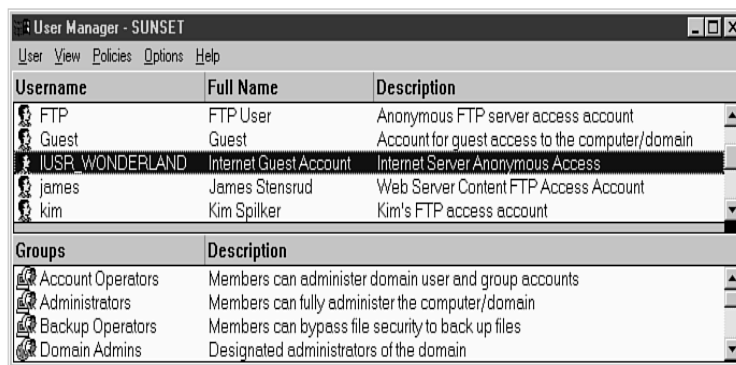 User Manager - SUNSET
User View Policies Options Help
Username Full Name Description
FTP FTP User Anonymous FTP server access account
Guest Guest Account for guest access to the computer/domain
IUSR_WONDERLAND Internet Guest Account Internet Server Anonymous Access
james James Stensrud Web Server Content FTP Access Account
kim Kim Spilker Kim's FTP access account
Groups Description
Account Operators Members can administer domain user and group accounts
Administrators Members can fully administer the computer/domain
Backup Operators Members can bypass file security to back up files
Domain Admins Designated administrators of the domain